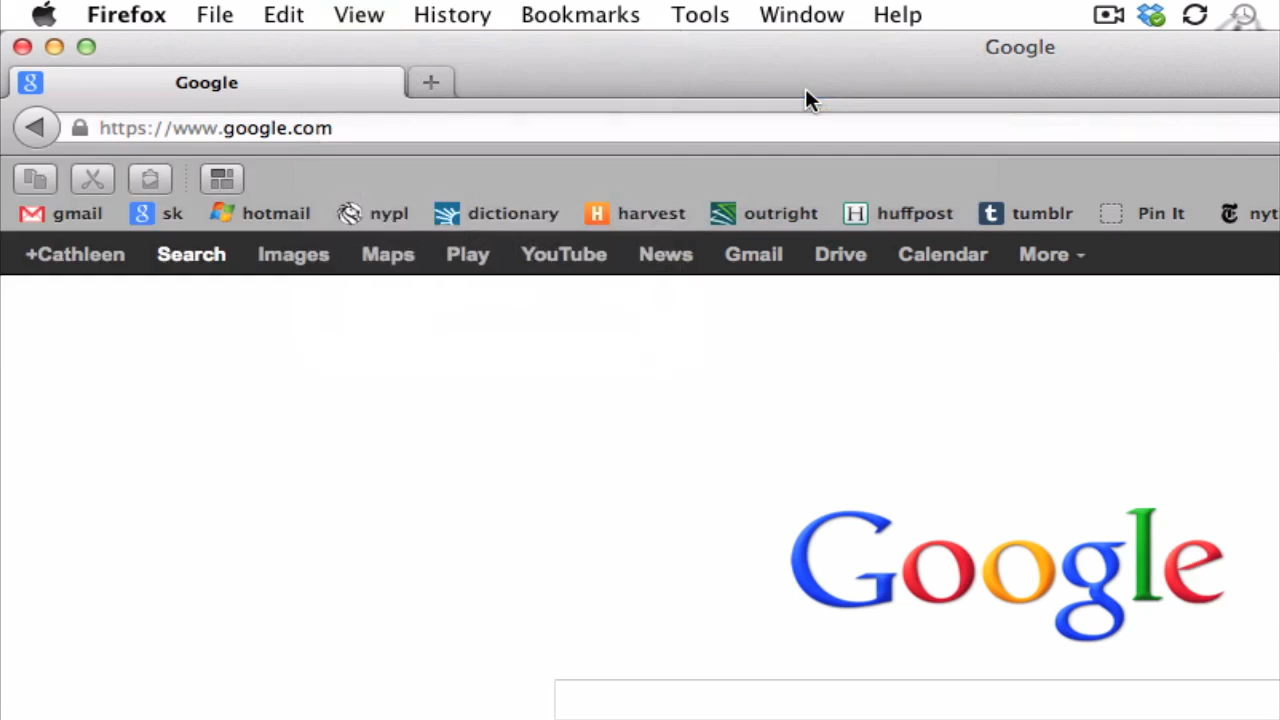 Firefox File Edit View History Bookmarks Tools Window Help
Google
g Google +
https://www.google.com
gmail g sk hotmail nypl dictionary H harvest outright H huffpost t tumblr Pin It T nyt
+Cathleen Search Images Maps Play YouTube News Gmail Drive Calendar More
Google